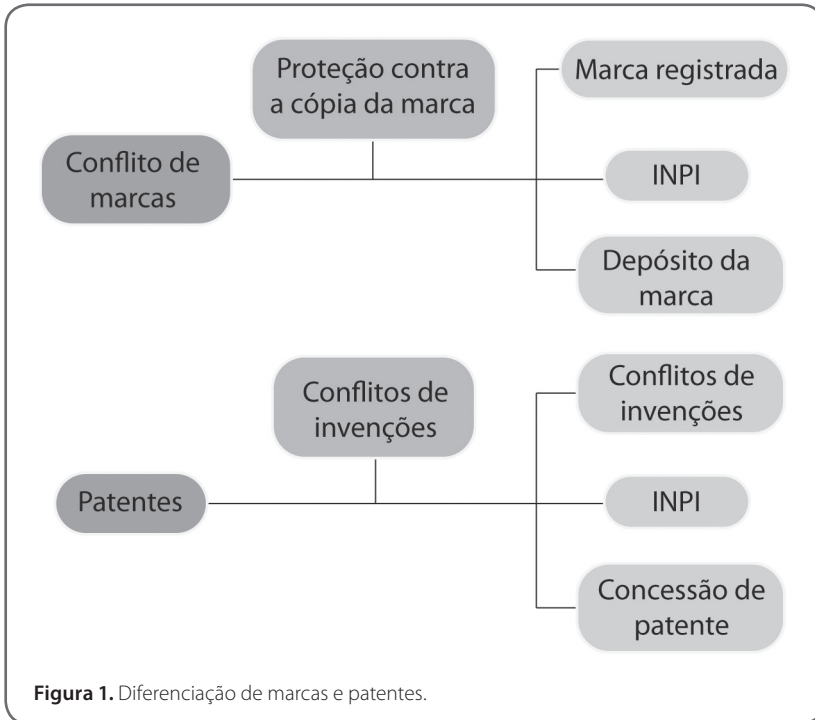 Proteção contra
a cópia da marca
Marca registrada
Conflito de
marcas
INPI
Depósito da
marca
Conflitos de
invenções
Conflitos de
invenções
Patentes
INPI
Concessão de
patente
Figura 1. Diferenciação de marcas e patentes.